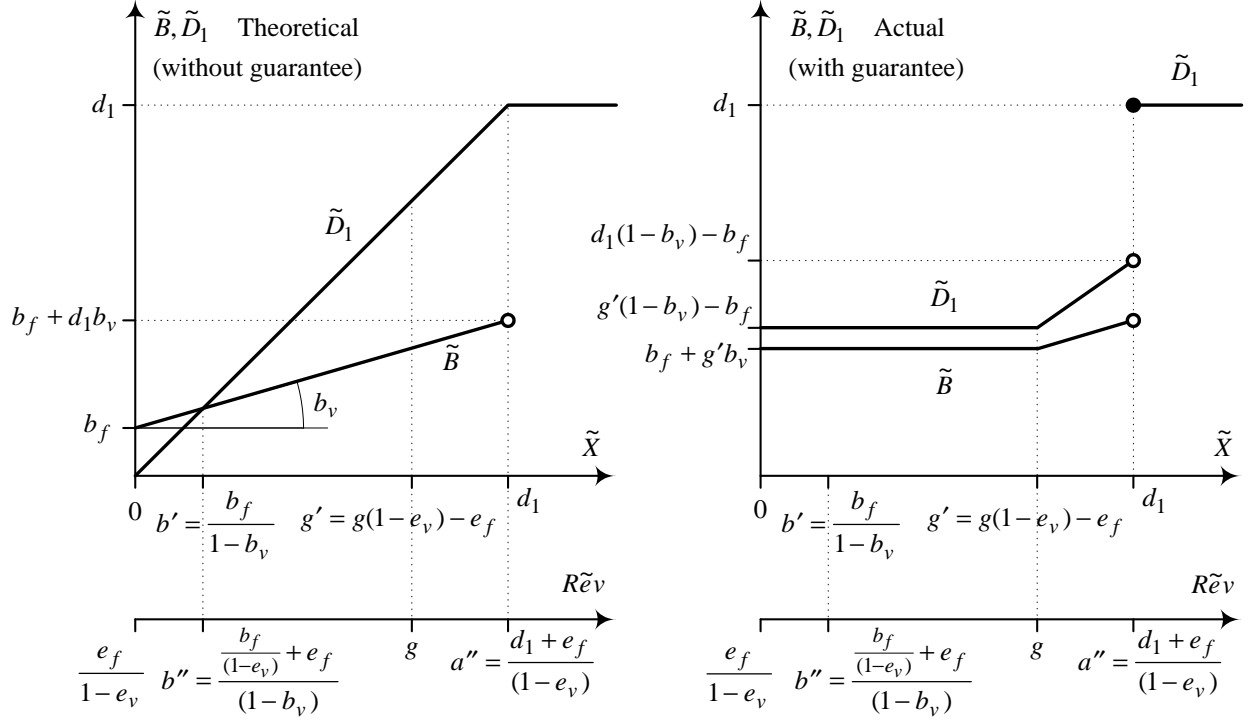 B̃, D̃₁ Theoretical
(without guarantee)
d₁
D̃₁
b_f + d₁b_v
B̃
b_v
b_f
X̃
0 b′ = b_f/(1−b_v) g′ = g(1−e_v)−e_f d₁
Rẽv
e_f/(1−e_v) b″ = (b_f/(1−e_v) + e_f)/(1−b_v) g a″ = (d₁+e_f)/(1−e_v)
B̃, D̃₁ Actual
(with guarantee)
D̃₁
d₁
d₁(1−b_v)−b_f
D̃₁
g′(1−b_v)−b_f
b_f + g′b_v
B̃
X̃
0 b′ = b_f/(1−b_v) g′ = g(1−e_v)−e_f d₁
Rẽv
e_f/(1−e_v) b″ = (b_f/(1−e_v) + e_f)/(1−b_v) g a″ = (d₁+e_f)/(1−e_v)